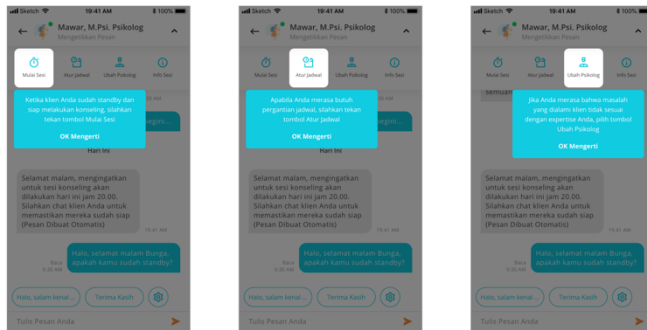 Sketch 19:41 AM 100%
Mawar, M.Psi. Psikolog
Mengetikkan Pesan
Mulai Sesi Atur Jadwal Ubah Psikolog Info Sesi
Ketika klien Anda sudah standby dan
siap melakukan konseling, silahkan
tekan tombol Mulai Sesi
OK Mengerti
Hari Ini
Selamat malam, mengingatkan
untuk sesi konseling akan
dilakukan hari ini jam 20.00.
Silahkan chat klien Anda untuk
memastikan mereka sudah siap
(Pesan Dibuat Otomatis)
19.41 AM
Halo, selamat malam Bunga,
apakah kamu sudah standby?
Baca
9.36 AM
Halo, salam kenal... Terima Kasih
Tulis Pesan Anda
Sketch 19:41 AM 100%
Mawar, M.Psi. Psikolog
Mengetikkan Pesan
Mulai Sesi Atur Jadwal Ubah Psikolog Info Sesi
Apabila Anda merasa butuh
pergantian jadwal, silahkan tekan
tombol Atur Jadwal
OK Mengerti
Hari Ini
Selamat malam, mengingatkan
untuk sesi konseling akan
dilakukan hari ini jam 20.00.
Silahkan chat klien Anda untuk
memastikan mereka sudah siap
(Pesan Dibuat Otomatis)
19.41 AM
Halo, selamat malam Bunga,
apakah kamu sudah standby?
Baca
9.36 AM
Halo, salam kenal... Terima Kasih
Tulis Pesan Anda
Sketch 19:41 AM 100%
Mawar, M.Psi. Psikolog
Mengetikkan Pesan
Mulai Sesi Atur Jadwal Ubah Psikolog Info Sesi
Jika Anda merasa bahwa masalah
yang dialami klien tidak sesuai
dengan expertise Anda, pilih tombol
Ubah Psikolog
OK Mengerti
Selamat malam, mengingatkan
untuk sesi konseling akan
dilakukan hari ini jam 20.00.
Silahkan chat klien Anda untuk
memastikan mereka sudah siap
(Pesan Dibuat Otomatis)
19.41 AM
Halo, selamat malam Bunga,
apakah kamu sudah standby?
Baca
9.36 AM
Halo, salam kenal... Terima Kasih
Tulis Pesan Anda